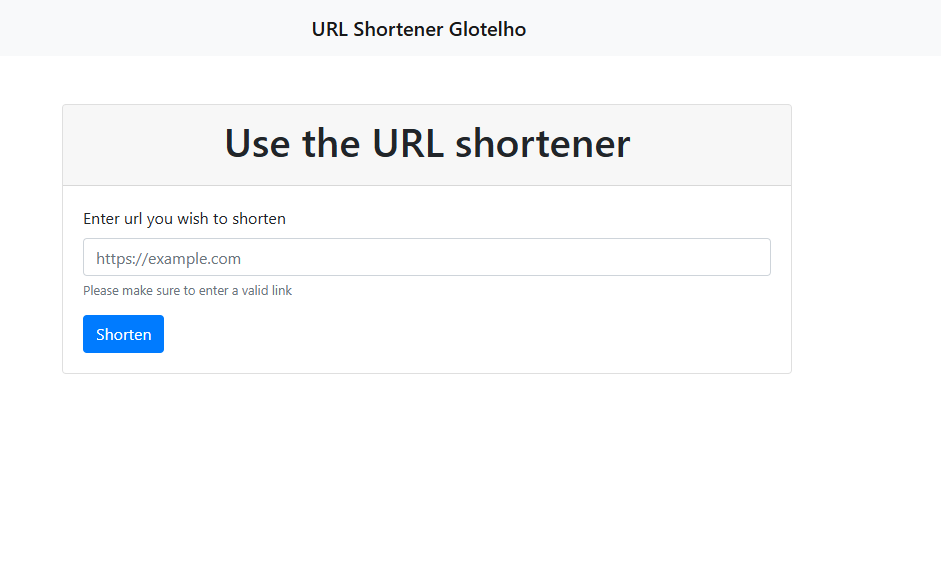 URL Shortener Glotelho
Use the URL shortener
Enter url you wish to shorten
https://example.com
Please make sure to enter a valid link
Shorten